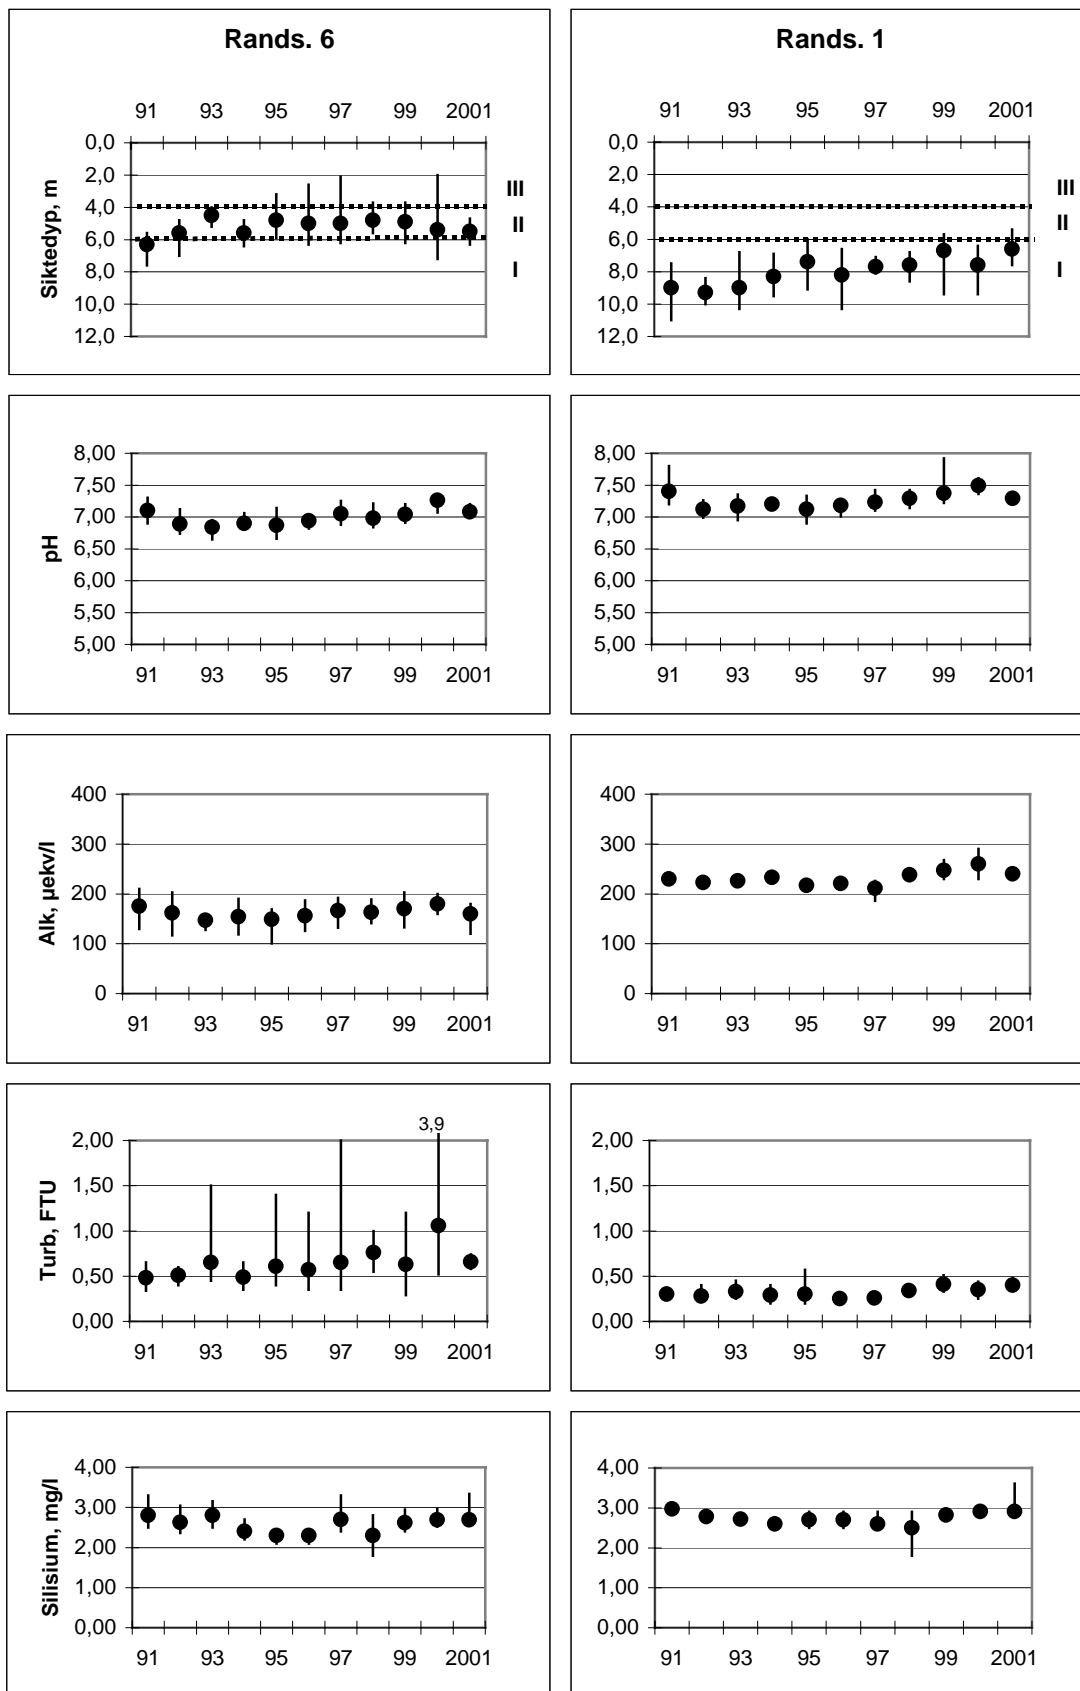 Rands. 6
91 93 95 97 99 2001
Siktedyp, m
0,0
2,0
4,0
6,0
8,0
10,0
12,0
III
II
I
Rands. 1
91 93 95 97 99 2001
0,0
2,0
4,0
6,0
8,0
10,0
12,0
III
II
I
pH
8,00
7,50
7,00
6,50
6,00
5,50
5,00
91 93 95 97 99 2001
8,00
7,50
7,00
6,50
6,00
5,50
5,00
91 93 95 97 99 2001
Alk, µekv/l
400
300
200
100
0
91 93 95 97 99 2001
400
300
200
100
0
91 93 95 97 99 2001
Turb, FTU
3,9
2,00
1,50
1,00
0,50
0,00
91 93 95 97 99 2001
2,00
1,50
1,00
0,50
0,00
91 93 95 97 99 2001
Silisium, mg/l
4,00
3,00
2,00
1,00
0,00
91 93 95 97 99 2001
4,00
3,00
2,00
1,00
0,00
91 93 95 97 99 2001